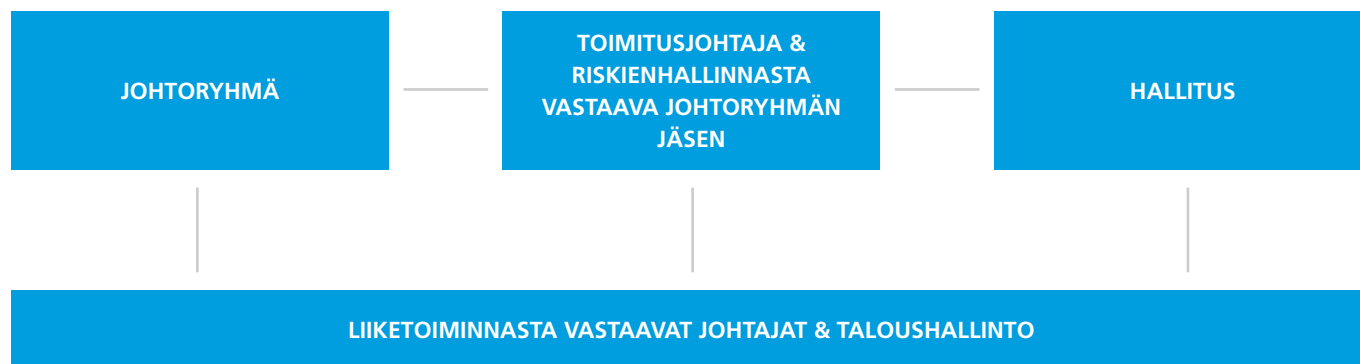 JOHTORYHMÄ
TOIMITUSJOHTAJA &
RISKIENHALLINNASTA
VASTAAVA JOHTORYHMÄN
JÄSEN
HALLITUS
LIIKETOIMINNASTA VASTAAVAT JOHTAJAT & TALOUSHALLINTO